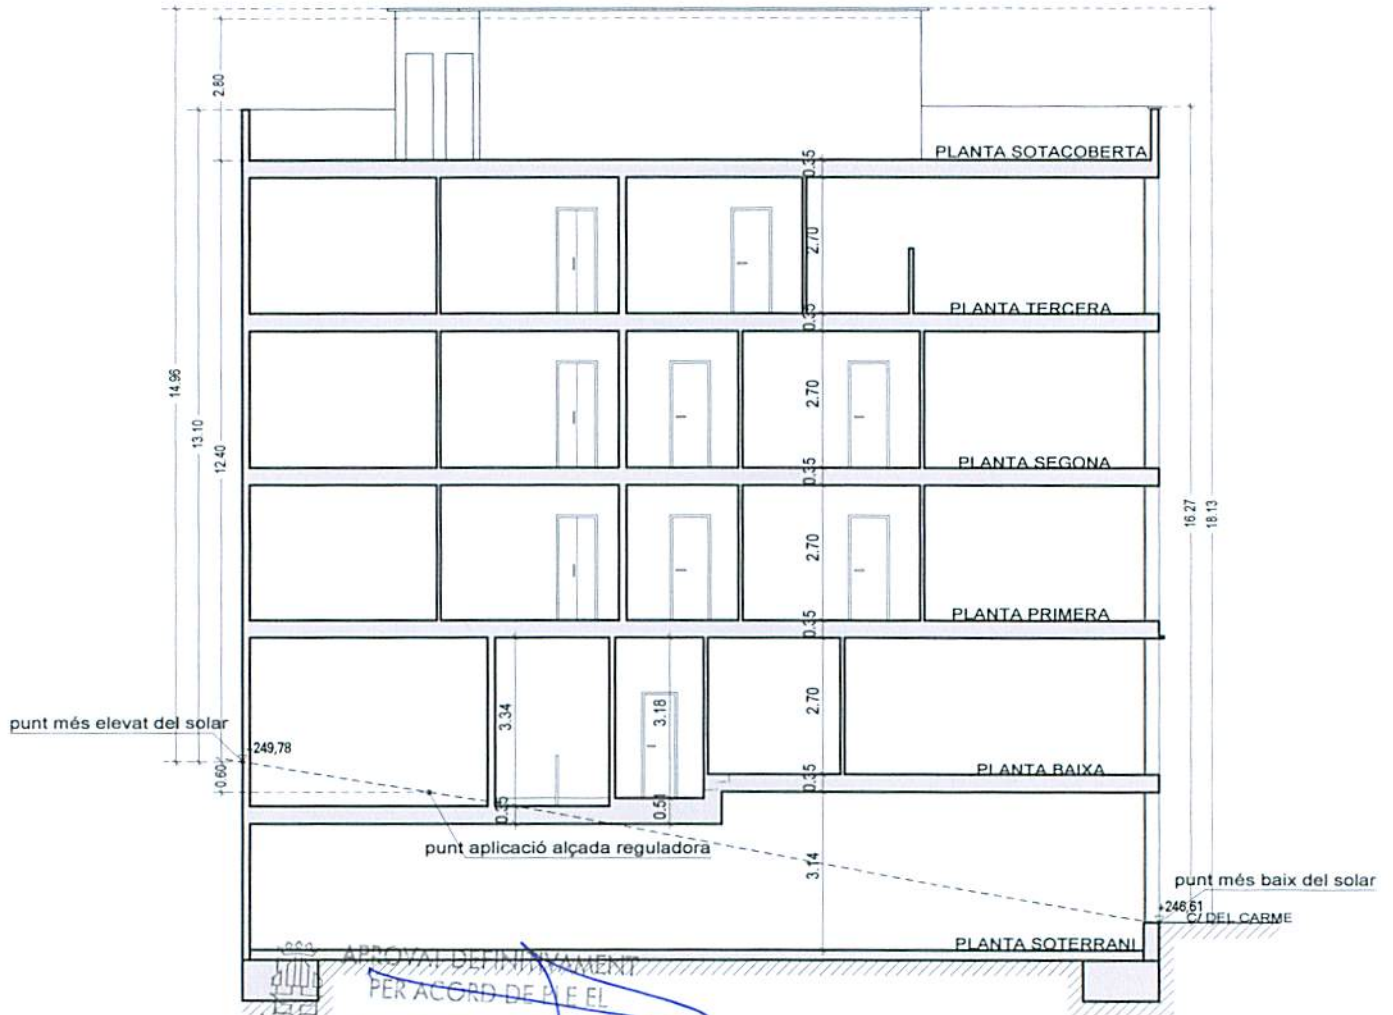 2.80
PLANTA SOTACOBERTA
0.35
2.70
PLANTA TERCERA
0.35
14.96
13.10
12.40
2.70
PLANTA SEGONA
0.35
16.27
18.13
2.70
PLANTA PRIMERA
0.35
punt més elevat del solar
249,78
3.34
3.18
2.70
PLANTA BAIXA
0.60
0.35
0.51
0.35
punt aplicació alçada reguladora
3.14
punt més baix del solar
+246,61
C/ DEL CARME
PLANTA SOTERRANI
APROVAT DEFINITIVAMENT
PER ACORD DE PLE EL